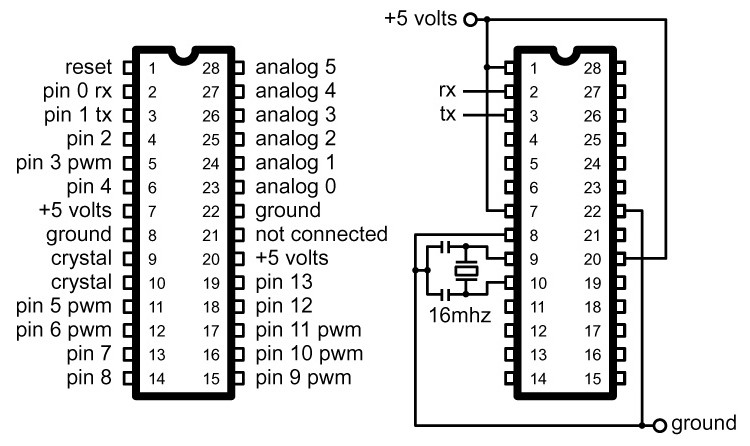 +5 volts
reset 1 28 analog 5
pin 0 rx 2 27 analog 4
pin 1 tx 3 26 analog 3
pin 2 4 25 analog 2
pin 3 pwm 5 24 analog 1
pin 4 6 23 analog 0
+5 volts 7 22 ground
ground 8 21 not connected
crystal 9 20 +5 volts
crystal 10 19 pin 13
pin 5 pwm 11 18 pin 12
pin 6 pwm 12 17 pin 11 pwm
pin 7 13 16 pin 10 pwm
pin 8 14 15 pin 9 pwm
1 28
rx 2 27
tx 3 26
4 25
5 24
6 23
7 22
8 21
9 20
10 19
16mhz 11 18
12 17
13 16
14 15
ground